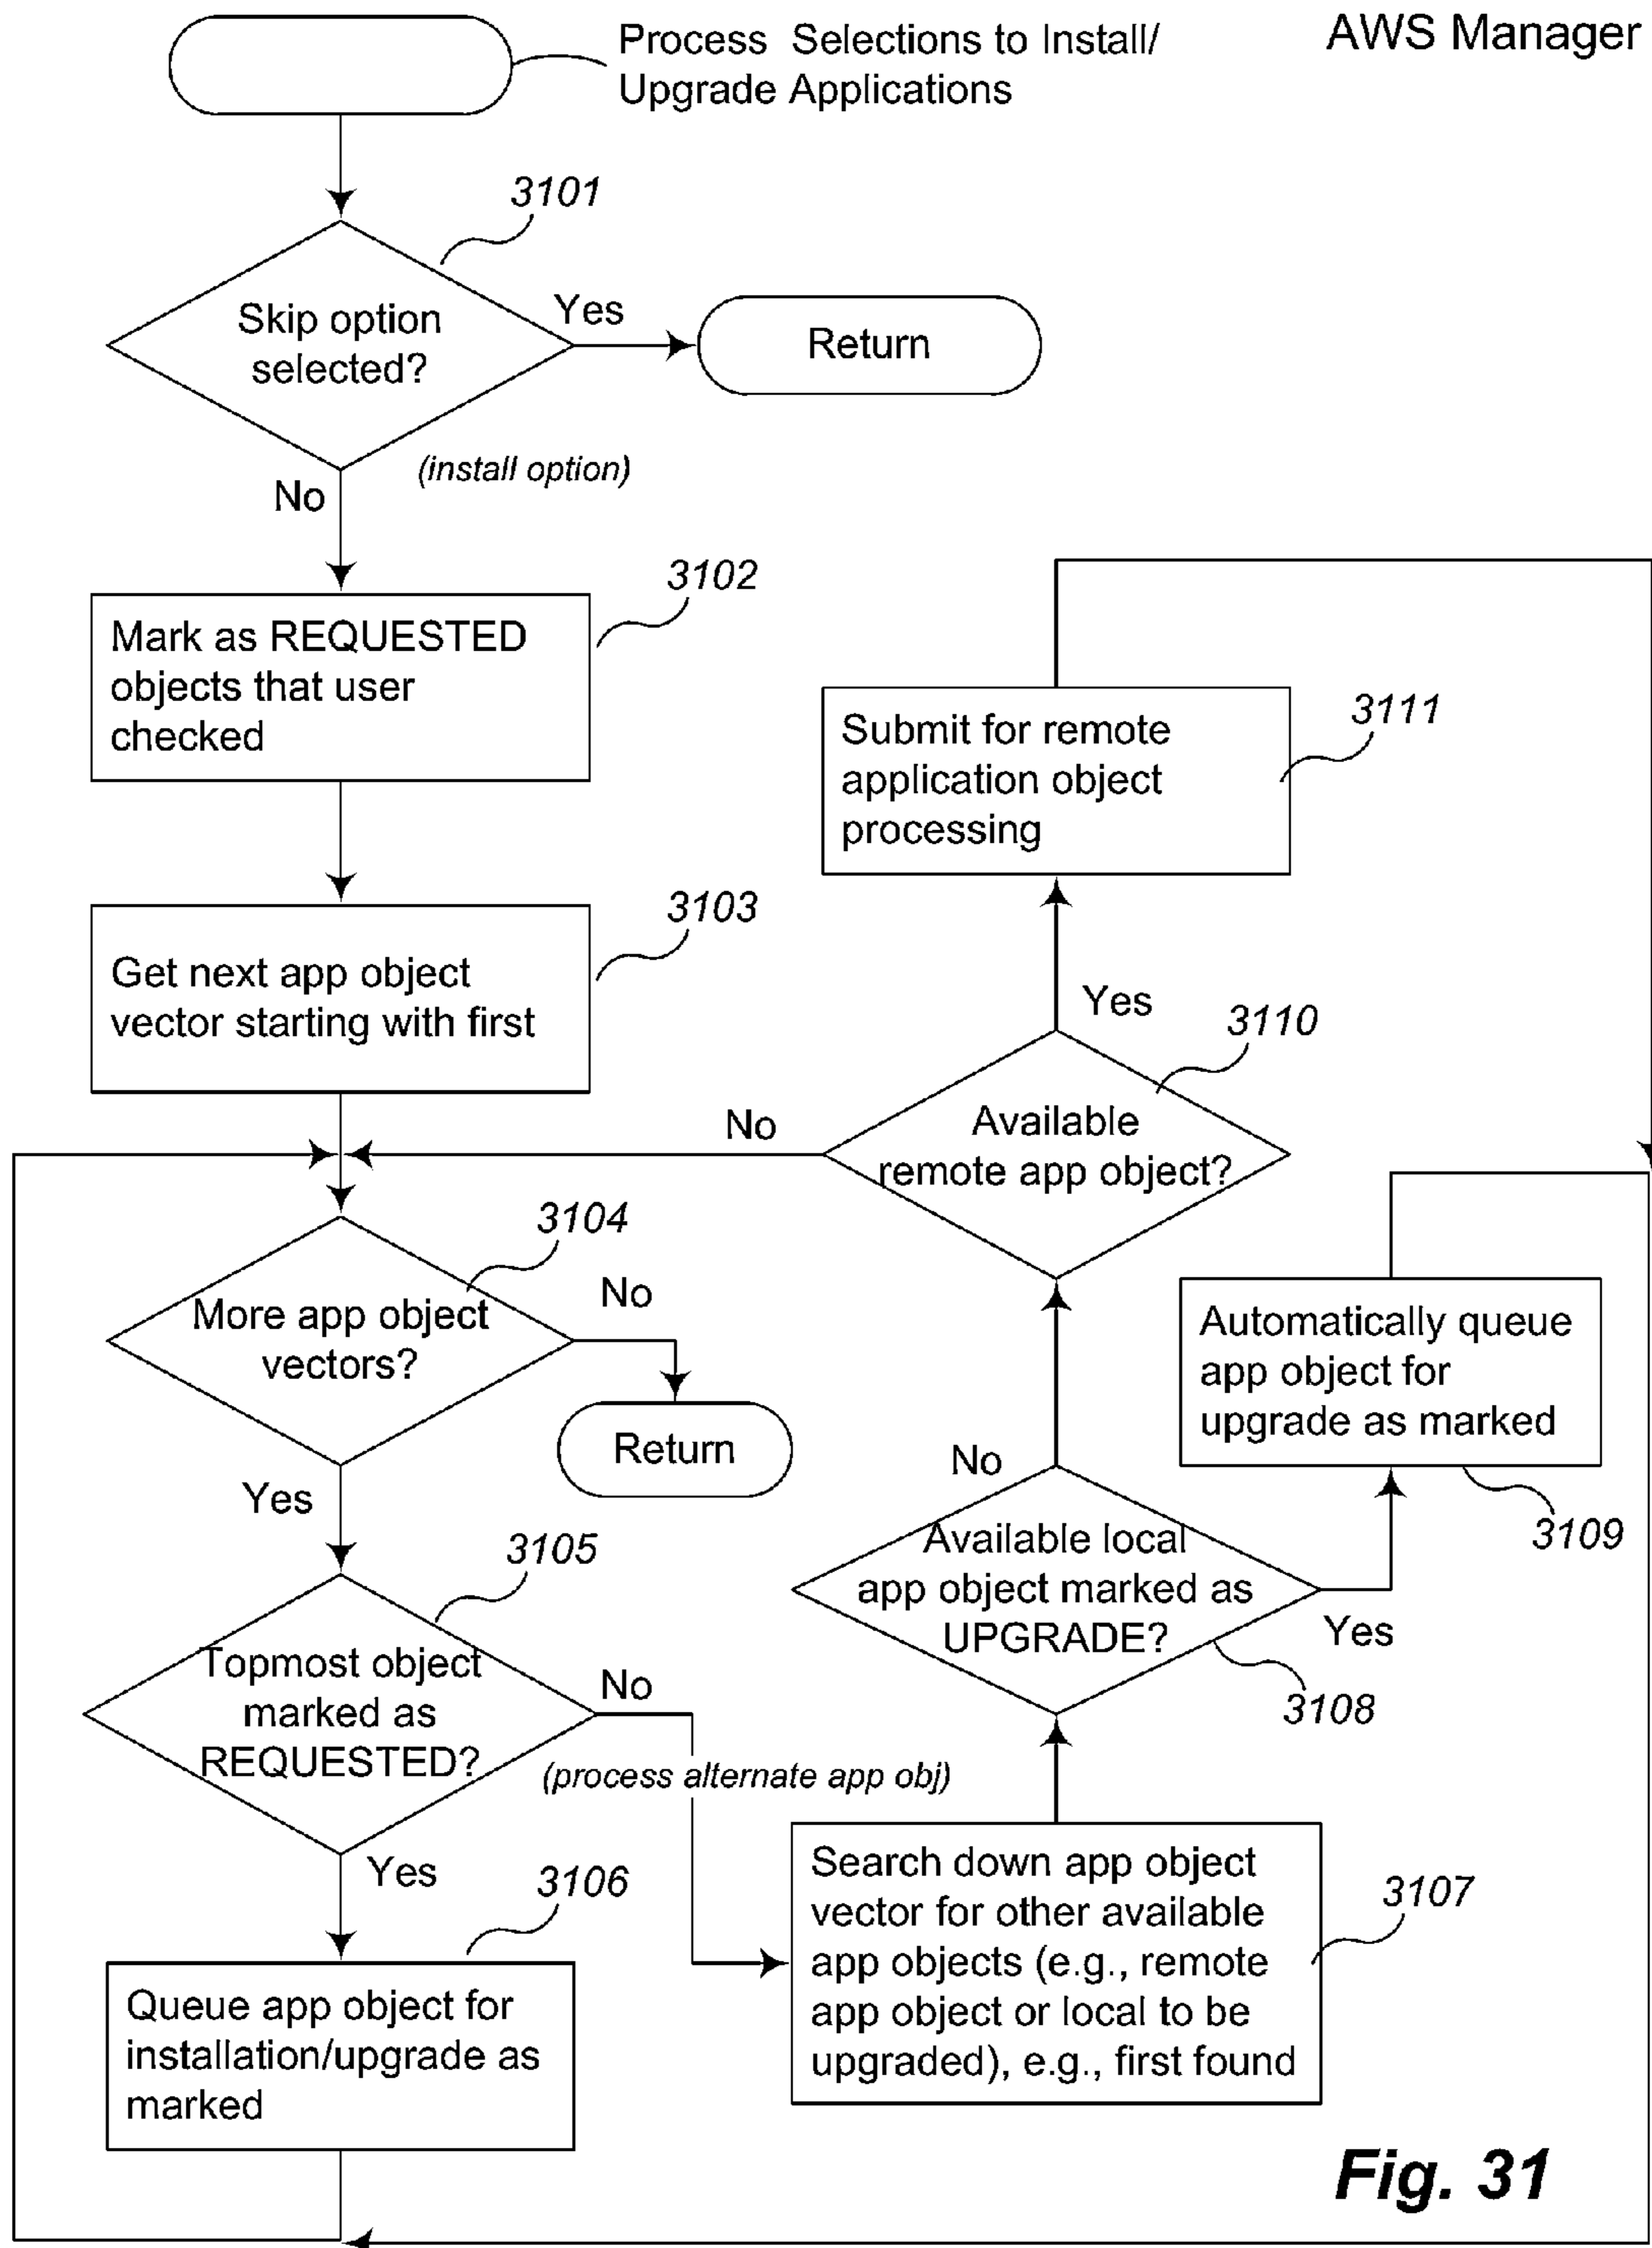 Process Selections to Install/
Upgrade Applications
AWS Manager
3101
Skip option
selected?
Yes
Return
(install option)
No
3102
Mark as REQUESTED
objects that user
checked
3103
Get next app object
vector starting with first
3104
More app object
vectors?
No
Return
Yes
3105
Topmost object
marked as
REQUESTED?
No
(process alternate app obj)
Yes
3106
Queue app object for
installation/upgrade as
marked
3107
Search down app object
vector for other available
app objects (e.g., remote
app object or local to be
upgraded), e.g., first found
3108
Available local
app object marked as
UPGRADE?
Yes
3109
Automatically queue
app object for
upgrade as marked
No
3110
Available
remote app object?
No
Yes
3111
Submit for remote
application object
processing
Fig. 31